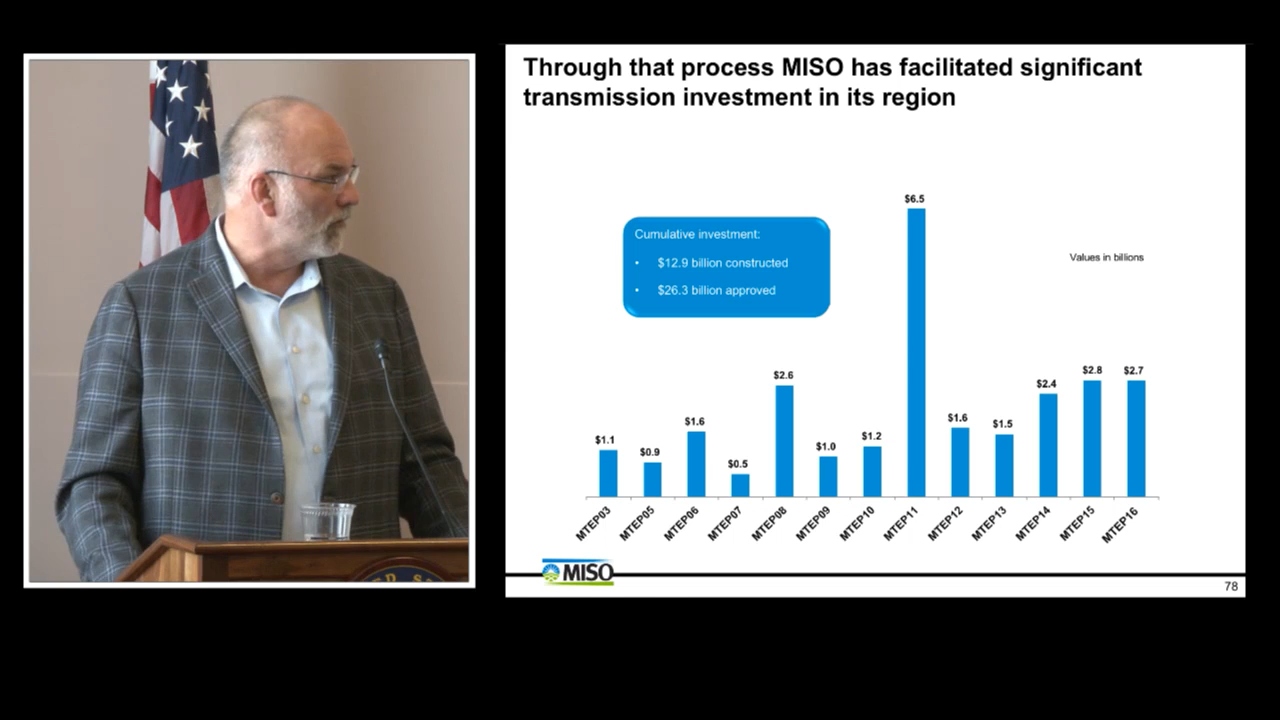 Through that process MISO has facilitated significant
transmission investment in its region
$6.5
Cumulative investment:
• $12.9 billion constructed
• $26.3 billion approved
Values in billions
$1.1
$0.9
$1.6
$0.5
$2.6
$1.0
$1.2
$1.6
$1.5
$2.4
$2.8
$2.7
MTEP03
MTEP05
MTEP06
MTEP07
MTEP08
MTEP09
MTEP10
MTEP11
MTEP12
MTEP13
MTEP14
MTEP15
MTEP16
MISO
78